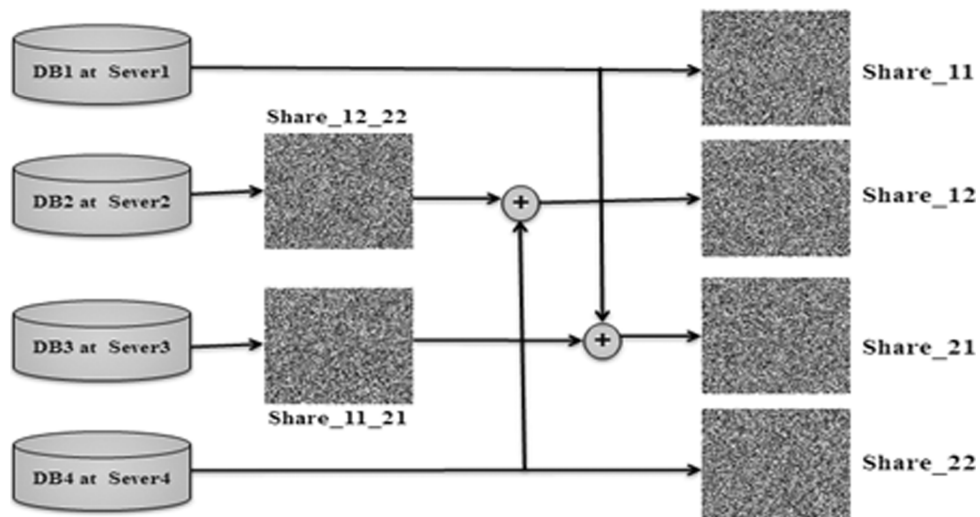 DB1 at Sever1
Share_11
Share_12_22
DB2 at Sever2
+
Share_12
DB3 at Sever3
+
Share_21
Share_11_21
DB4 at Sever4
Share_22